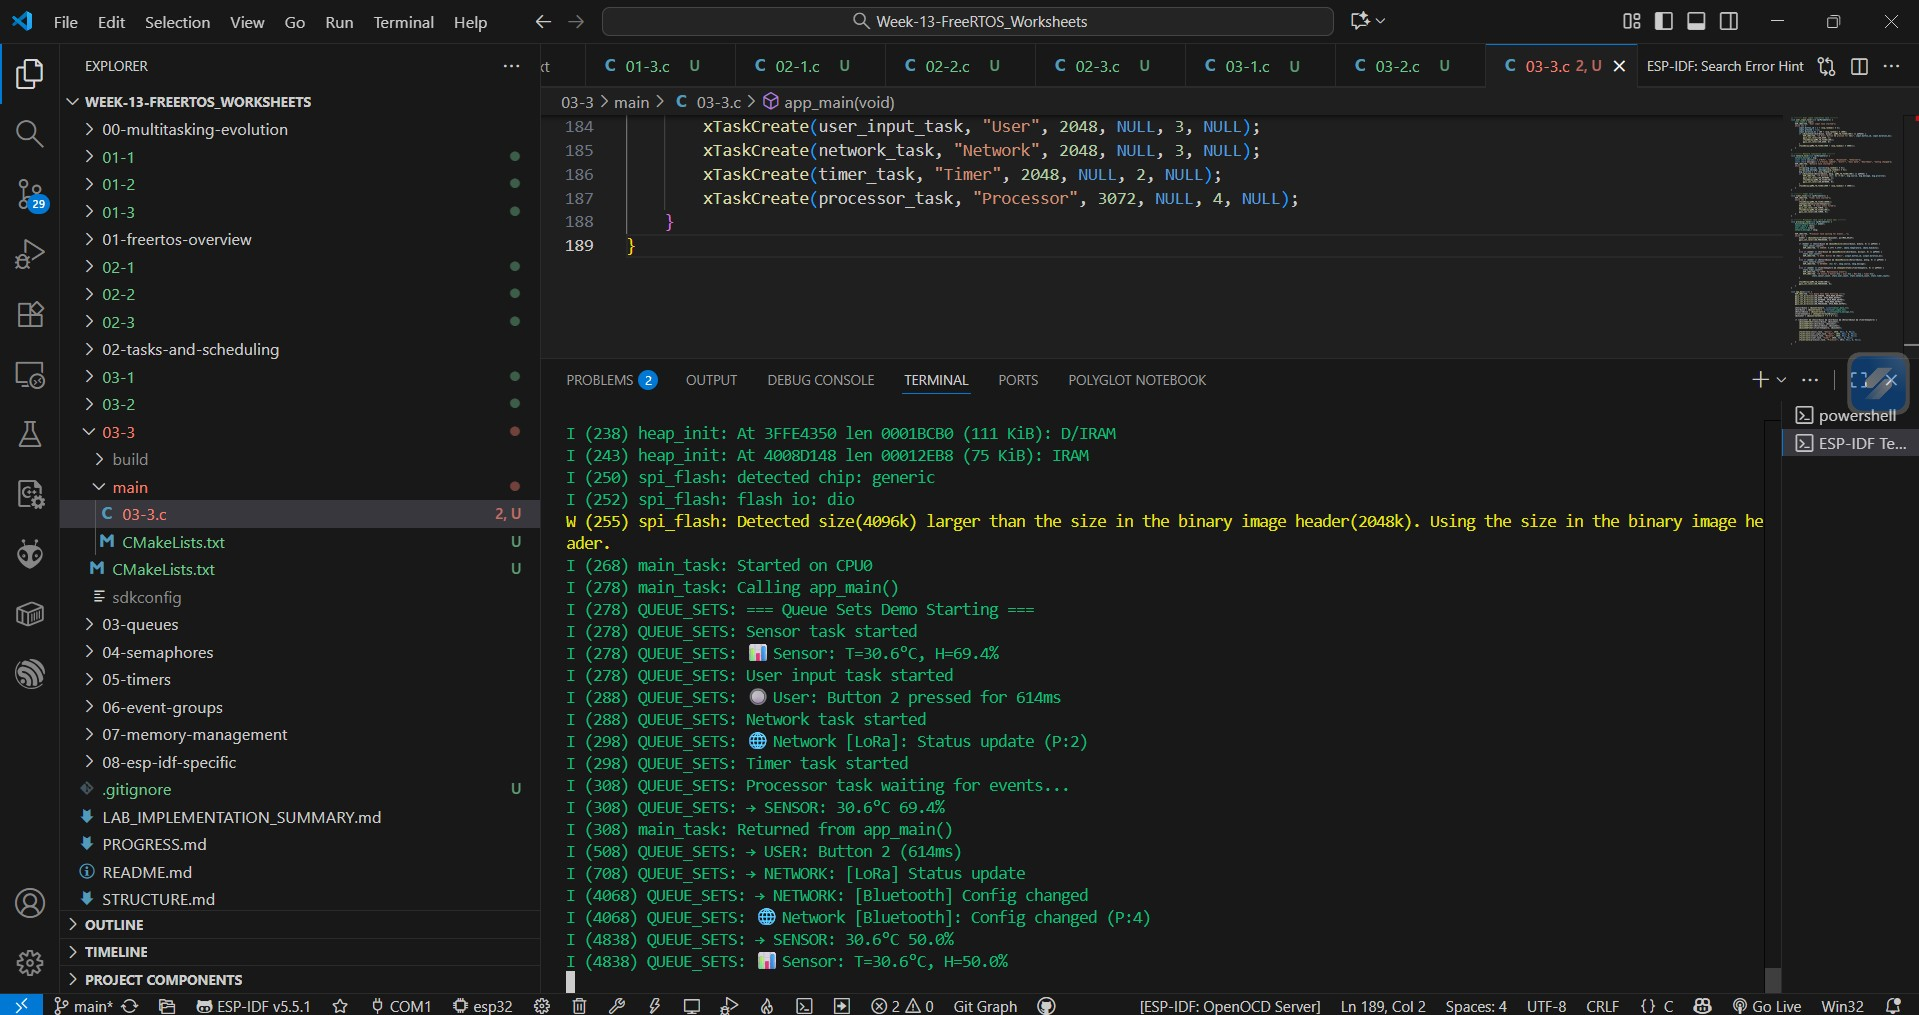 File Edit Selection View Go Run Terminal Help
Week-13-FreeRTOS_Worksheets
EXPLORER
WEEK-13-FREERTOS_WORKSHEETS
00-multitasking-evolution
01-1
01-2
01-3
01-freertos-overview
02-1
02-2
02-3
02-tasks-and-scheduling
03-1
03-2
03-3
build
main
C 03-3.c 2, U
M CMakeLists.txt U
M CMakeLists.txt U
sdkconfig
03-queues
04-semaphores
05-timers
06-event-groups
07-memory-management
08-esp-idf-specific
.gitignore U
LAB_IMPLEMENTATION_SUMMARY.md
PROGRESS.md
README.md
STRUCTURE.md
OUTLINE
TIMELINE
PROJECT COMPONENTS
29
xt C 01-3.c U C 02-1.c U C 02-2.c U C 02-3.c U C 03-1.c U C 03-2.c U C 03-3.c 2, U ESP-IDF: Search Error Hint
03-3 > main > C 03-3.c > app_main(void)
184 xTaskCreate(user_input_task, "User", 2048, NULL, 3, NULL);
185 xTaskCreate(network_task, "Network", 2048, NULL, 3, NULL);
186 xTaskCreate(timer_task, "Timer", 2048, NULL, 2, NULL);
187 xTaskCreate(processor_task, "Processor", 3072, NULL, 4, NULL);
188 }
189 }
PROBLEMS 2 OUTPUT DEBUG CONSOLE TERMINAL PORTS POLYGLOT NOTEBOOK
powershell
ESP-IDF Te...
I (238) heap_init: At 3FFE4350 len 0001BCB0 (111 KiB): D/IRAM
I (243) heap_init: At 4008D148 len 00012EB8 (75 KiB): IRAM
I (250) spi_flash: detected chip: generic
I (252) spi_flash: flash io: dio
W (255) spi_flash: Detected size(4096k) larger than the size in the binary image header(2048k). Using the size in the binary image he
ader.
I (268) main_task: Started on CPU0
I (278) main_task: Calling app_main()
I (278) QUEUE_SETS: === Queue Sets Demo Starting ===
I (278) QUEUE_SETS: Sensor task started
I (278) QUEUE_SETS: 📊 Sensor: T=30.6°C, H=69.4%
I (278) QUEUE_SETS: User input task started
I (288) QUEUE_SETS: 🔘 User: Button 2 pressed for 614ms
I (288) QUEUE_SETS: Network task started
I (298) QUEUE_SETS: 🌐 Network [LoRa]: Status update (P:2)
I (298) QUEUE_SETS: Timer task started
I (308) QUEUE_SETS: Processor task waiting for events...
I (308) QUEUE_SETS: → SENSOR: 30.6°C 69.4%
I (308) main_task: Returned from app_main()
I (508) QUEUE_SETS: → USER: Button 2 (614ms)
I (708) QUEUE_SETS: → NETWORK: [LoRa] Status update
I (4068) QUEUE_SETS: → NETWORK: [Bluetooth] Config changed
I (4068) QUEUE_SETS: 🌐 Network [Bluetooth]: Config changed (P:4)
I (4838) QUEUE_SETS: → SENSOR: 30.6°C 50.0%
I (4838) QUEUE_SETS: 📊 Sensor: T=30.6°C, H=50.0%
main* ESP-IDF v5.5.1 COM1 esp32 2 0 Git Graph [ESP-IDF: OpenOCD Server] Ln 189, Col 2 Spaces: 4 UTF-8 CRLF {} C Go Live Win32